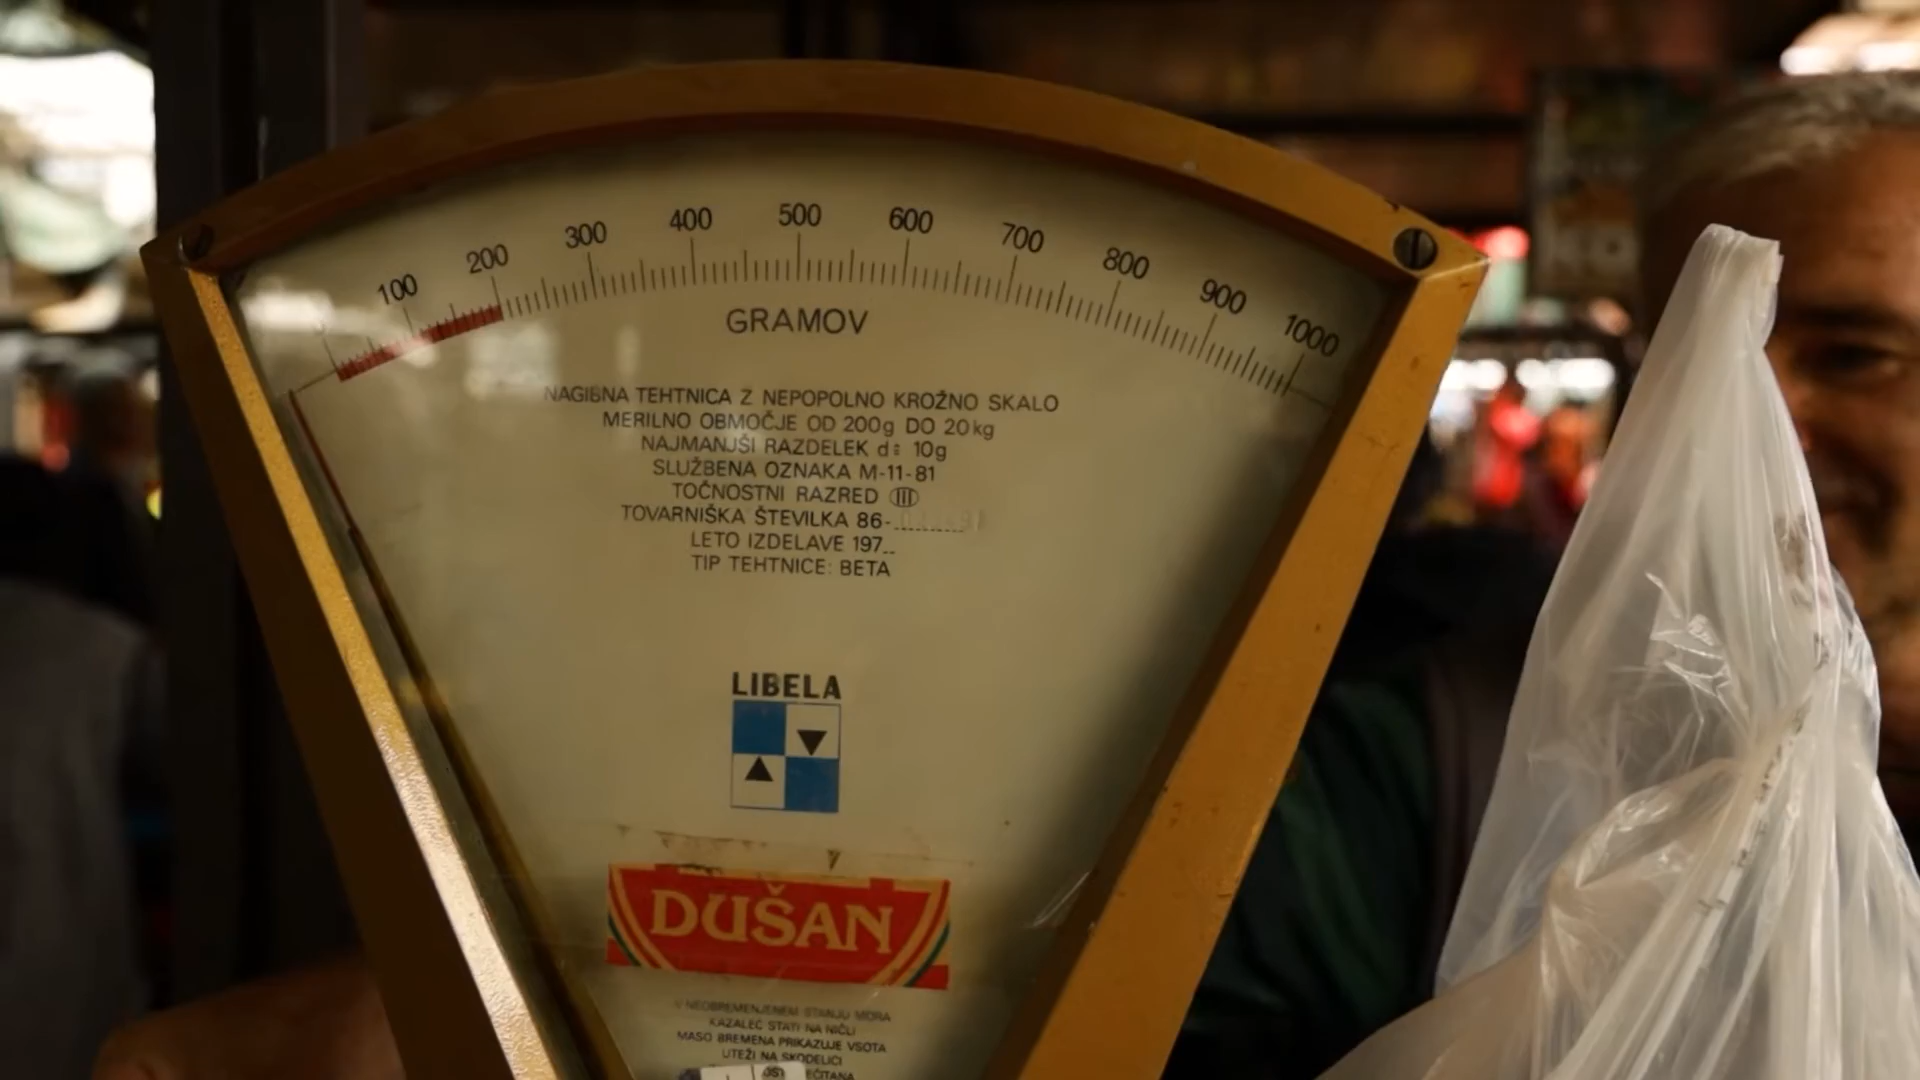 100 200 300 400 500 600 700 800 900 1000
GRAMOV
NAGIBNA TEHTNICA Z NEPOPOLNO KROŽNO SKALO
MERILNO OBMOČJE OD 200g DO 20kg
NAJMANJŠI RAZDELEK d= 10g
SLUŽBENA OZNAKA M-11-81
TOČNOSTNI RAZRED III
TOVARNIŠKA ŠTEVILKA 86-
LETO IZDELAVE 197
TIP TEHTNICE: BETA
LIBELA
DUŠAN
V NEOBREMENJENEM STANJU MORA
KAZALEC STATI NA NIČLI
MASO BREMENA PRIKAZUJE VSOTA
UTEŽI NA SKODELICI